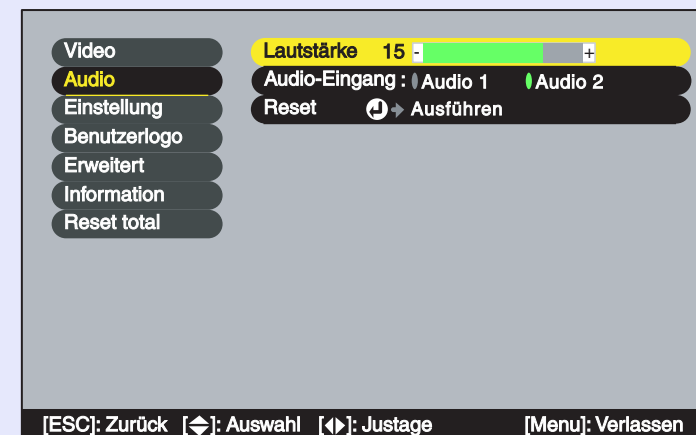 Video
Audio
Einstellung
Benutzerlogo
Erweitert
Information
Reset total
Lautstärke 15 - +
Audio-Eingang : Audio 1 Audio 2
Reset Ausführen
[ESC]: Zurück [◆]: Auswahl [◀▶]: Justage [Menu]: Verlassen